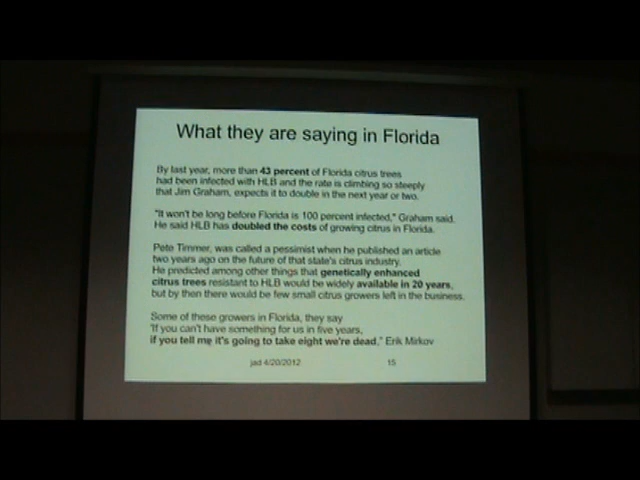 What they are saying in Florida
By last year, more than 43 percent of Florida citrus trees
had been infected with HLB and the rate is climbing so steeply
that Jim Graham, expects it to double in the next year or two.
"It won't be long before Florida is 100 percent infected," Graham said.
He said HLB has doubled the costs of growing citrus in Florida.
Pete Timmer, was called a pessimist when he published an article
two years ago on the future of that state's citrus industry.
He predicted among other things that genetically enhanced
citrus trees resistant to HLB would be widely available in 20 years,
but by then there would be few small citrus growers left in the business.
Some of these growers in Florida, they say
'If you can't have something for us in five years,
if you tell me it's going to take eight we're dead," Erik Mirkov
jad 4/20/2012 15